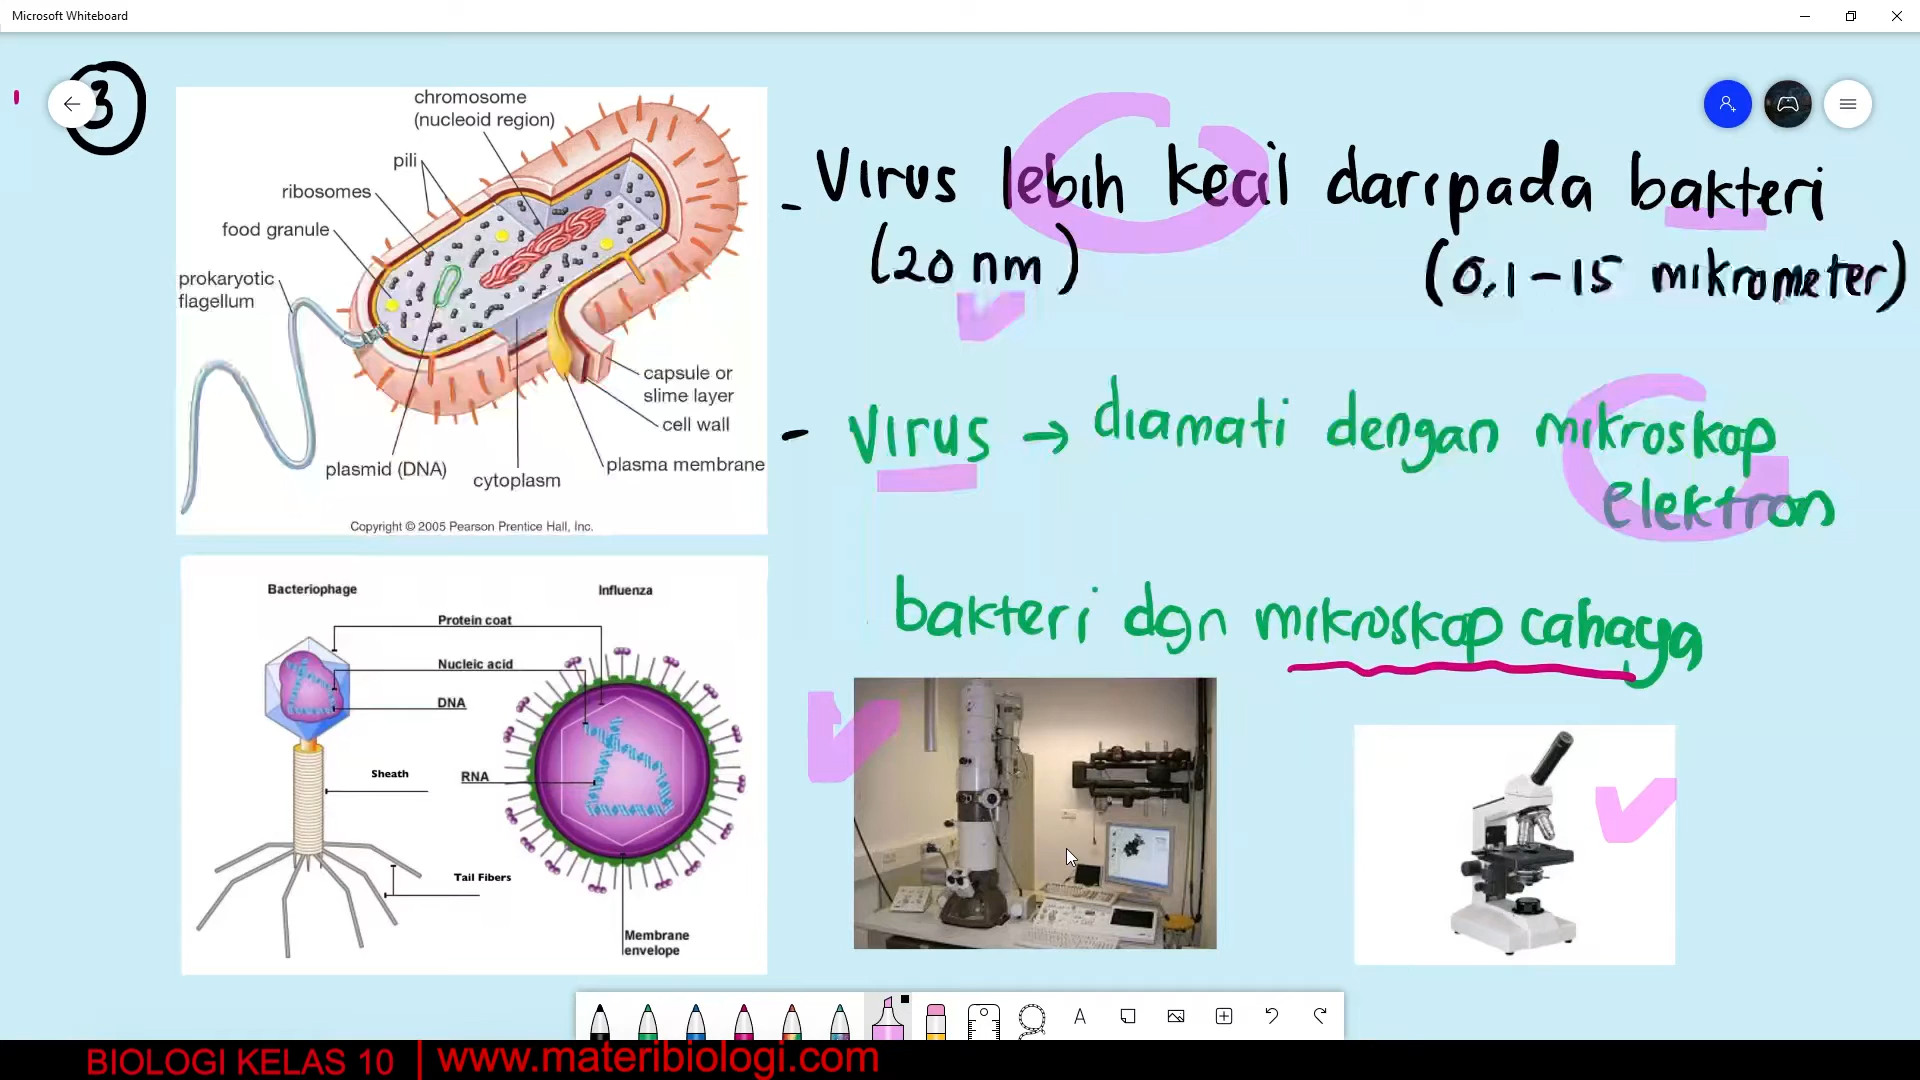 Microsoft Whiteboard
3
chromosome
(nucleoid region)
pili
ribosomes
food granule
prokaryotic
flagellum
capsule or
slime layer
cell wall
plasma membrane
plasmid (DNA)
cytoplasm
Copyright © 2005 Pearson Prentice Hall, Inc.
- Virus lebih kecil daripada bakteri
(20 nm) (0,1-15 mikrometer)
- Virus → diamati dengan mikroskop
elektron
bakteri dgn mikroskop cahaya
Bacteriophage
Influenza
Protein coat
Nucleic acid
DNA
Sheath
RNA
Tail Fibers
Membrane
envelope
A
BIOLOGI KELAS 10 | www.materibiologi.com